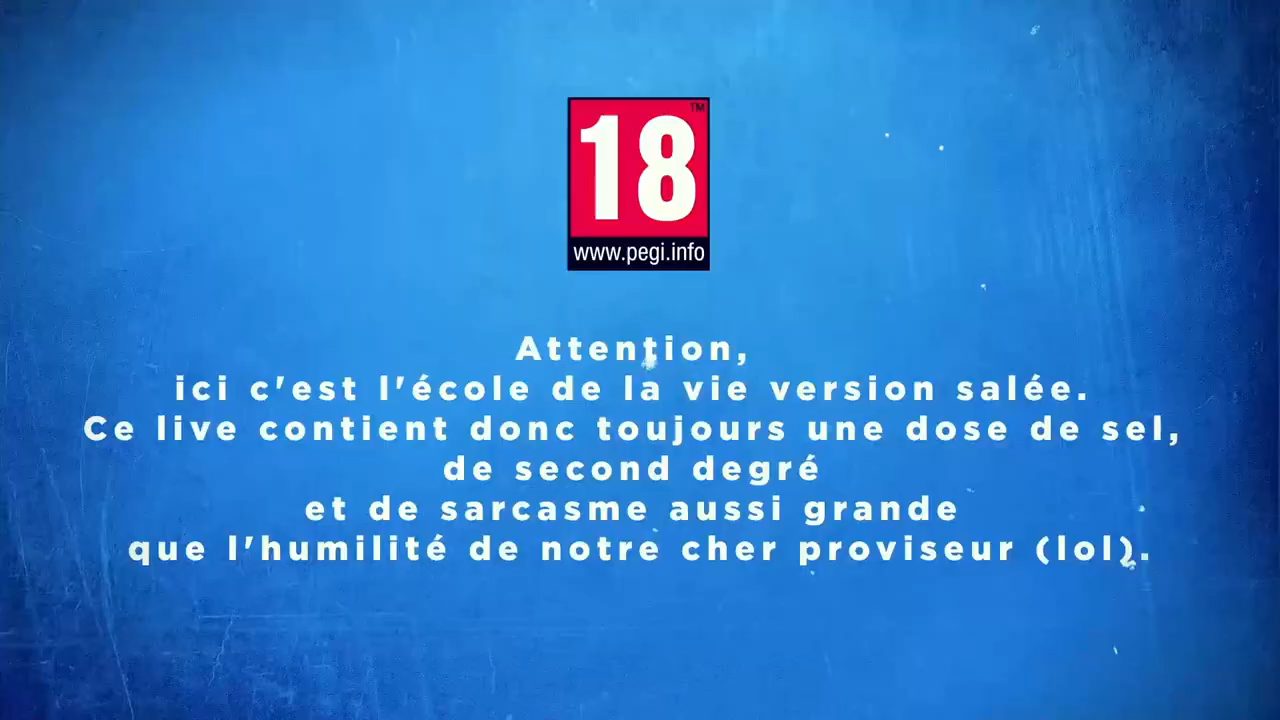 TM
18
www.pegi.info
Attention,
ici c'est l'école de la vie version salée.
Ce live contient donc toujours une dose de sel,
de second degré
et de sarcasme aussi grande
que l'humilité de notre cher proviseur (lol).